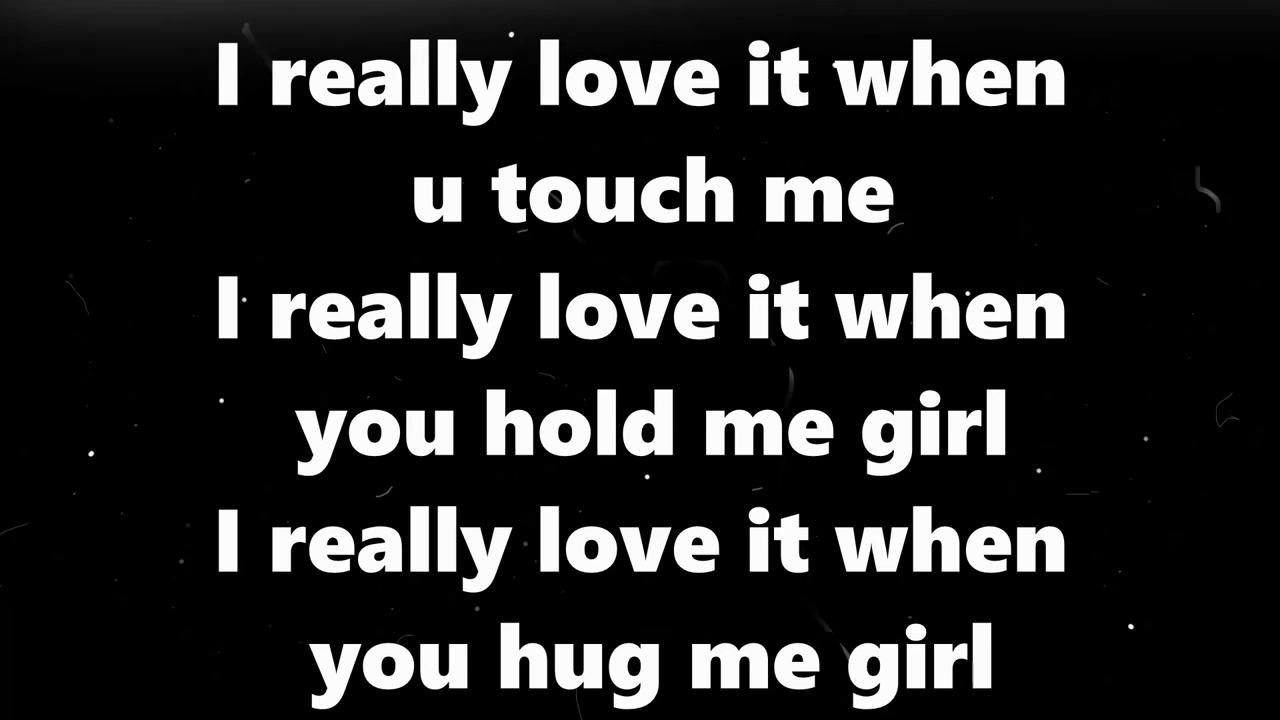 I really love it when
u touch me
I really love it when
you hold me girl
I really love it when
you hug me girl